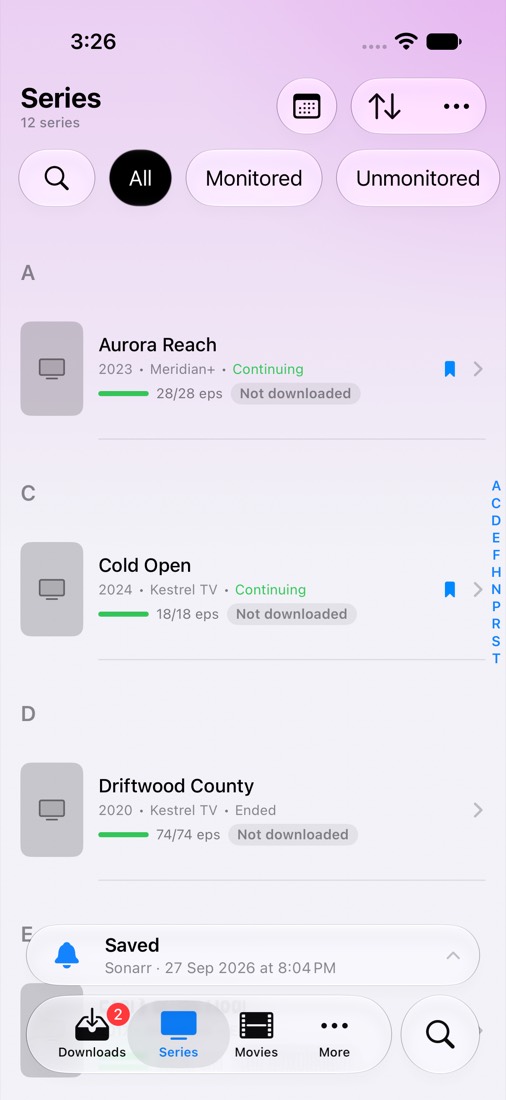 3:26
Series
12 series
All
Monitored
Unmonitored
A
Aurora Reach
2023 • Meridian+ • Continuing
28/28 eps Not downloaded
C
Cold Open
2024 • Kestrel TV • Continuing
18/18 eps Not downloaded
D
Driftwood County
2020 • Kestrel TV • Ended
74/74 eps Not downloaded
A
C
D
E
F
H
N
P
R
S
T
E
Saved
Sonarr · 27 Sep 2026 at 8:04 PM
2
Downloads
Series
Movies
More